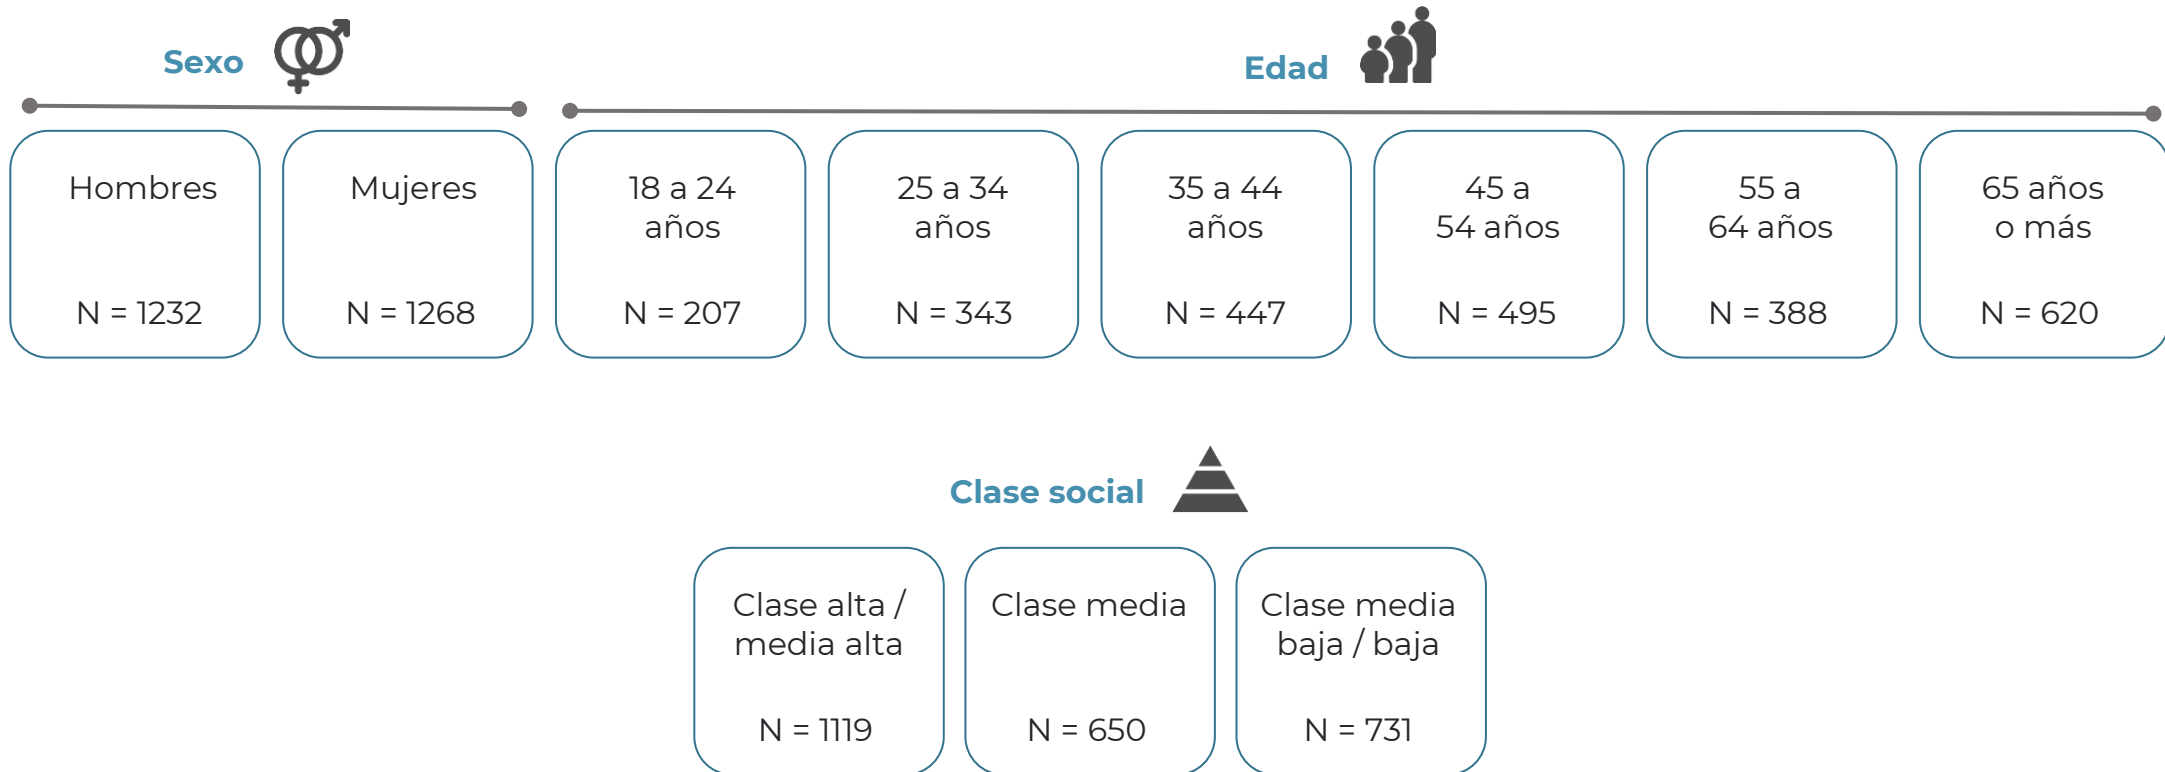 Sexo
Edad
Hombres
N = 1232
Mujeres
N = 1268
18 a 24
años
N = 207
25 a 34
años
N = 343
35 a 44
años
N = 447
45 a
54 años
N = 495
55 a
64 años
N = 388
65 años
o más
N = 620
Clase social
Clase alta /
media alta
N = 1119
Clase media
N = 650
Clase media
baja / baja
N = 731